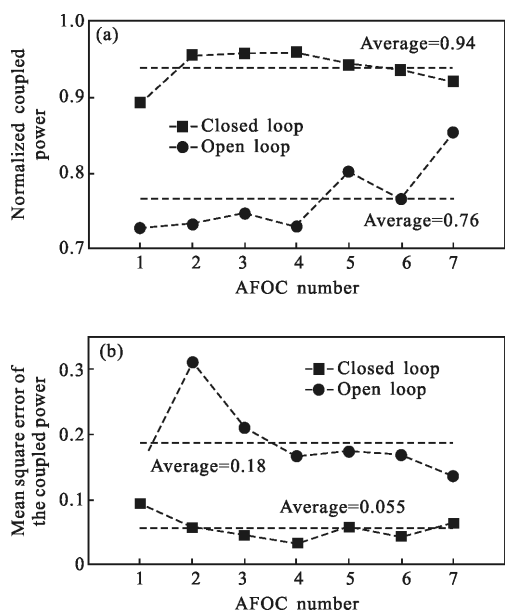 (a)
Normalized coupled
power
1.0
0.9
0.8
0.7
Average=0.94
Closed loop
Open loop
Average=0.76
1 2 3 4 5 6 7
AFOC number
(b)
Mean square error of
the coupled power
0.3
0.2
0.1
0
Closed loop
Open loop
Average=0.18
Average=0.055
1 2 3 4 5 6 7
AFOC number